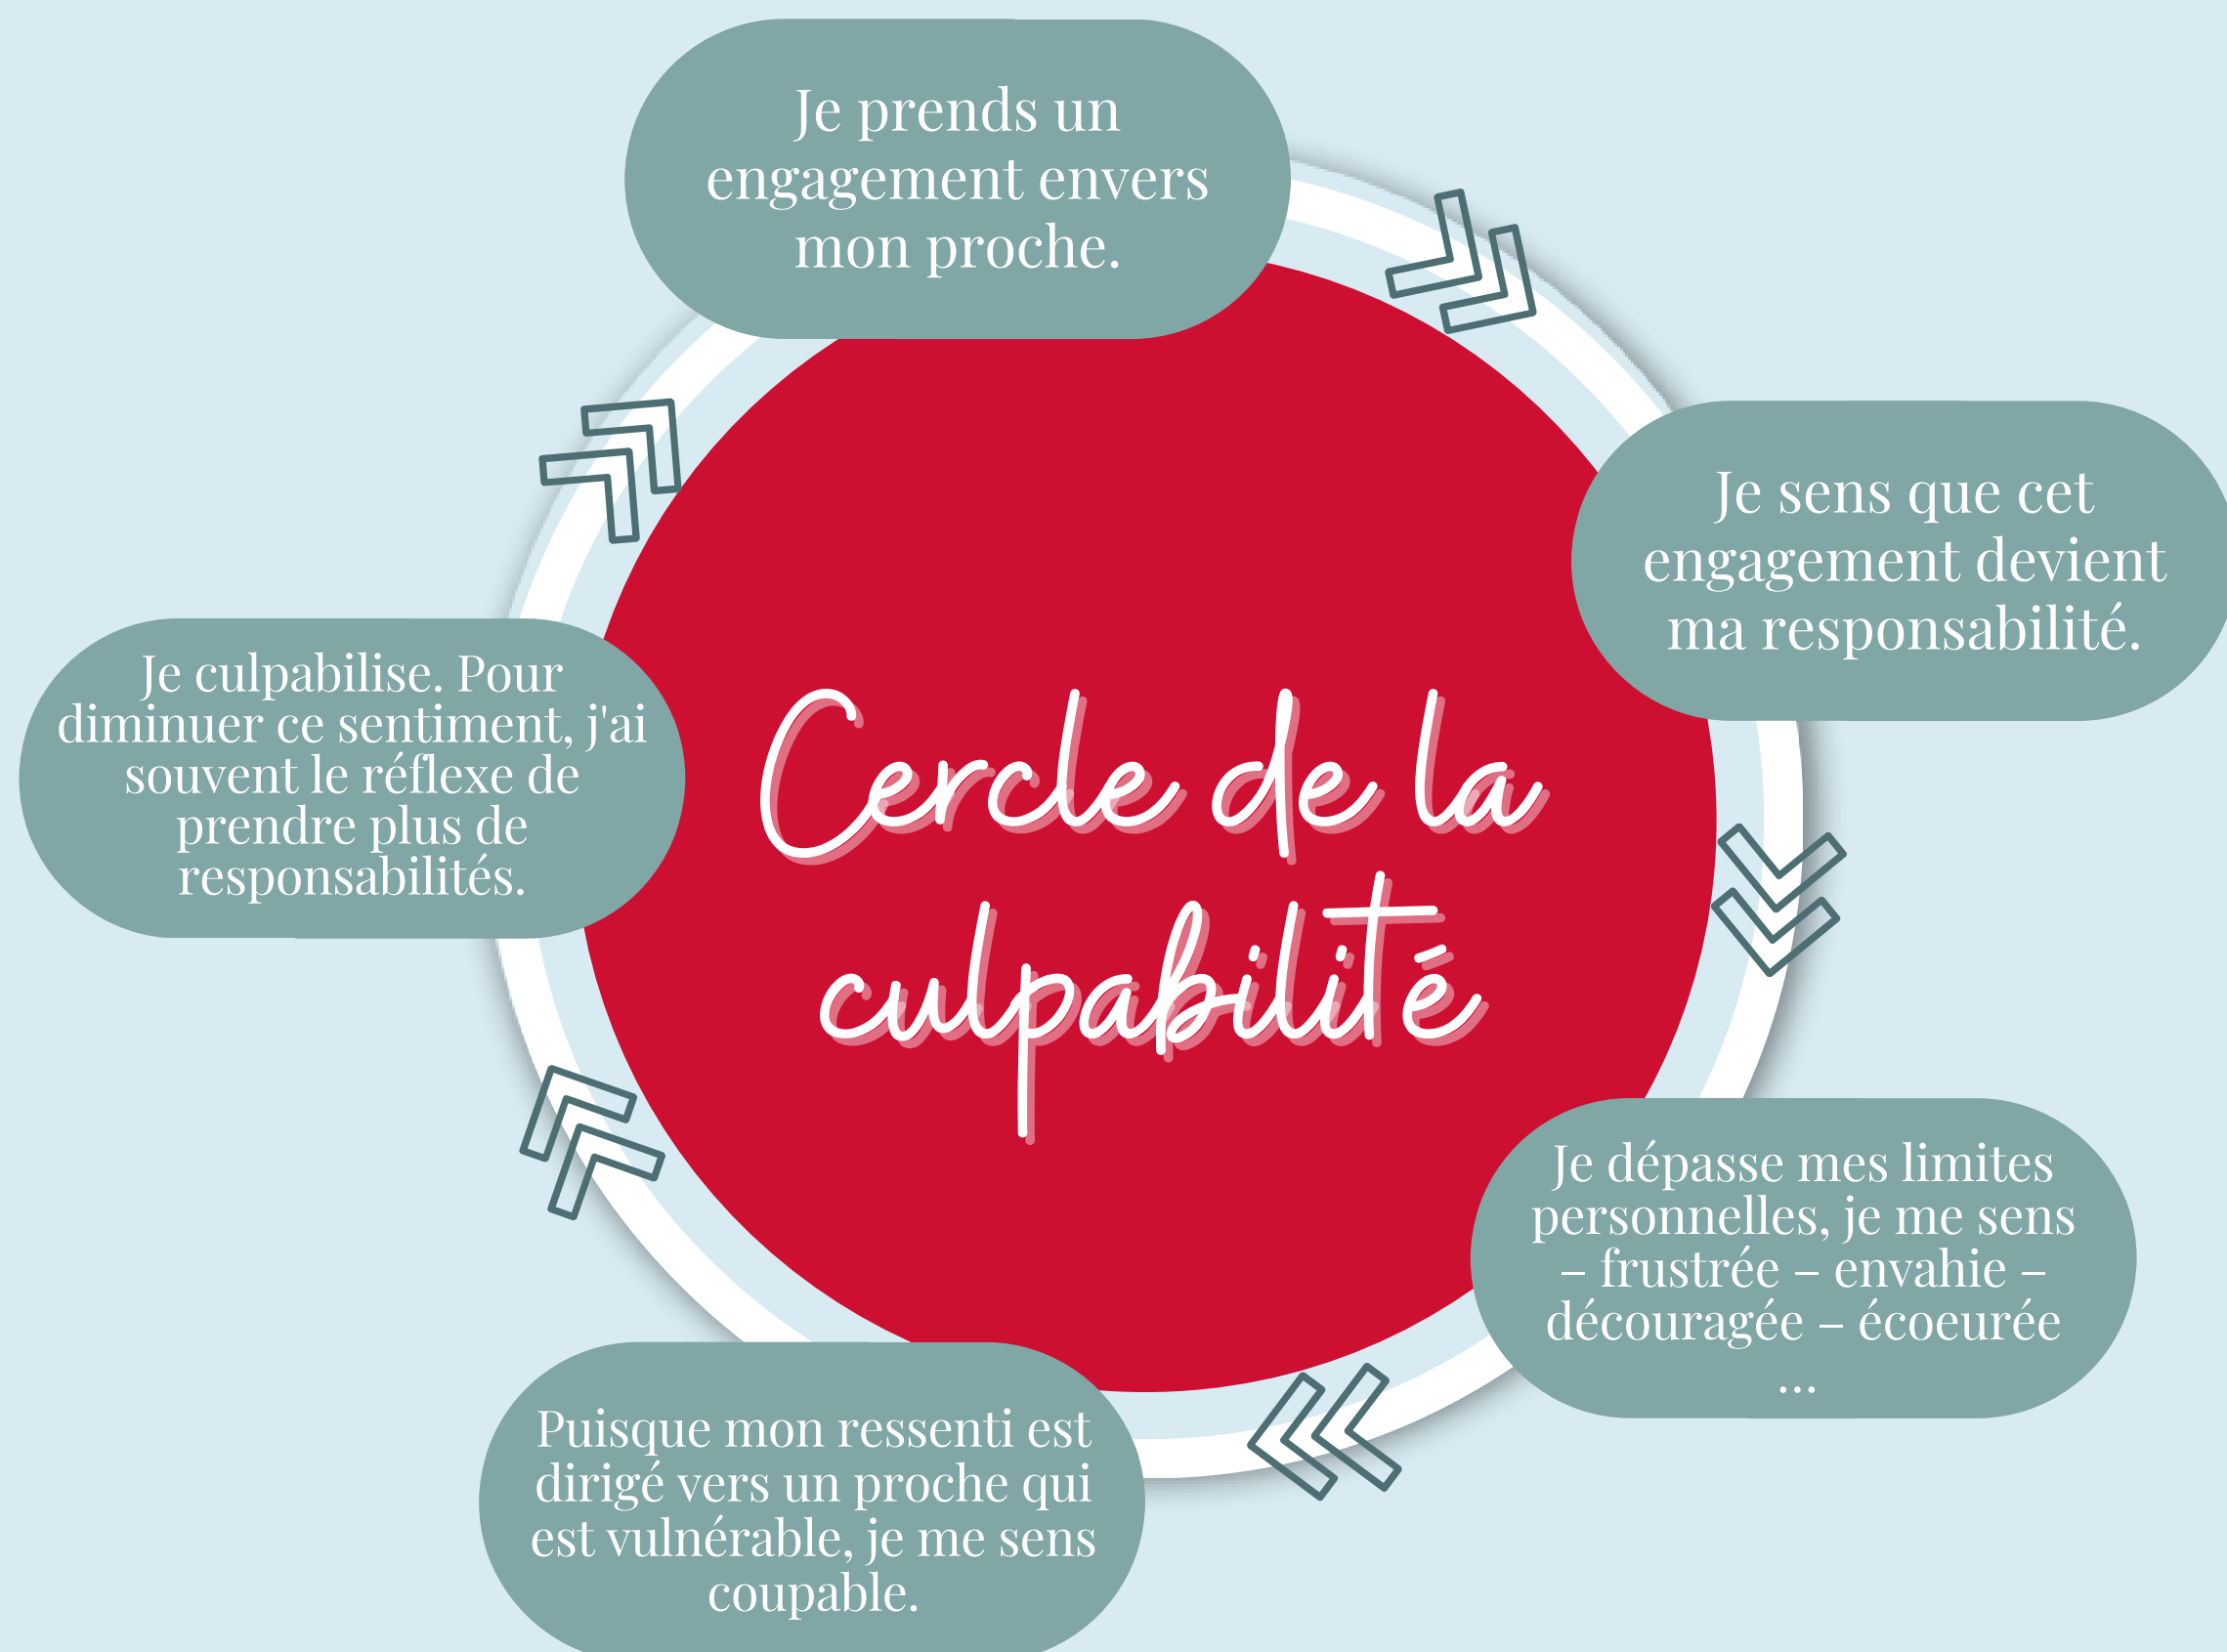 Je prends un
engagement envers
mon proche.
Je sens que cet
engagement devient
ma responsabilité.
Je dépasse mes limites
personnelles, je me sens
– frustrée – envahie –
découragée – écoeurée
...
Puisque mon ressenti est
dirigé vers un proche qui
est vulnérable, je me sens
coupable.
Je culpabilise. Pour
diminuer ce sentiment, j'ai
souvent le réflexe de
prendre plus de
responsabilités.
Cercle de la
culpabilité